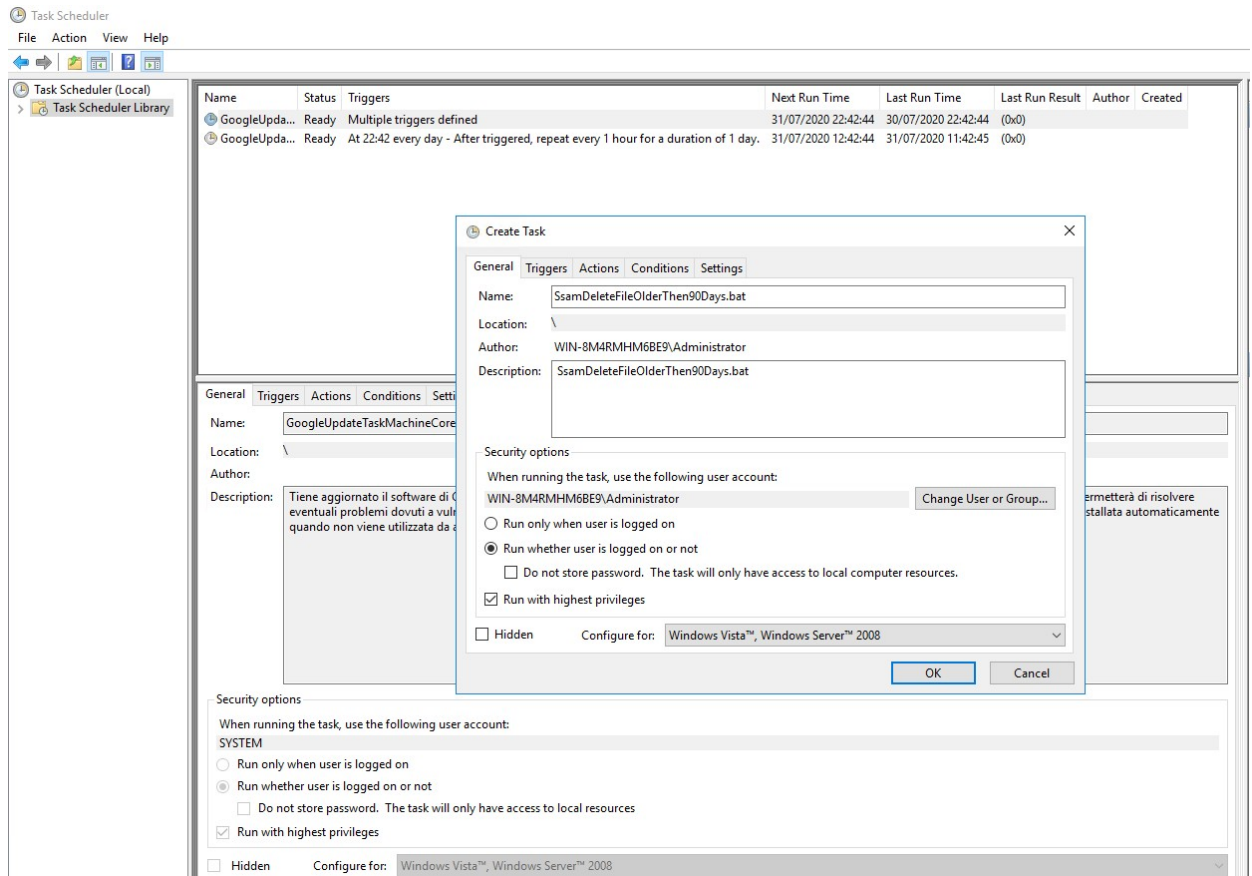 Task Scheduler
File Action View Help
Task Scheduler (Local)
Task Scheduler Library
Name Status Triggers Next Run Time Last Run Time Last Run Result Author Created
GoogleUpda... Ready Multiple triggers defined 31/07/2020 22:42:44 30/07/2020 22:42:44 (0x0)
GoogleUpda... Ready At 22:42 every day - After triggered, repeat every 1 hour for a duration of 1 day. 31/07/2020 12:42:44 31/07/2020 11:42:45 (0x0)
Create Task
General Triggers Actions Conditions Settings
Name: SsamDeleteFileOlderThen90Days.bat
Location: \
Author: WIN-8M4RMHM6BE9\Administrator
Description: SsamDeleteFileOlderThen90Days.bat
Security options
When running the task, use the following user account:
WIN-8M4RMHM6BE9\Administrator Change User or Group...
Run only when user is logged on
Run whether user is logged on or not
Do not store password. The task will only have access to local computer resources.
Run with highest privileges
Hidden Configure for: Windows Vista™, Windows Server™ 2008
OK Cancel
General Triggers Actions Conditions Setti
Name: GoogleUpdateTaskMachineCore
Location: \
Author:
Description: Tiene aggiornato il software di ermetterà di risolvere
eventuali problemi dovuti a vul stallata automaticamente
quando non viene utilizzata da
Security options
When running the task, use the following user account:
SYSTEM
Run only when user is logged on
Run whether user is logged on or not
Do not store password. The task will only have access to local resources
Run with highest privileges
Hidden Configure for: Windows Vista™, Windows Server™ 2008